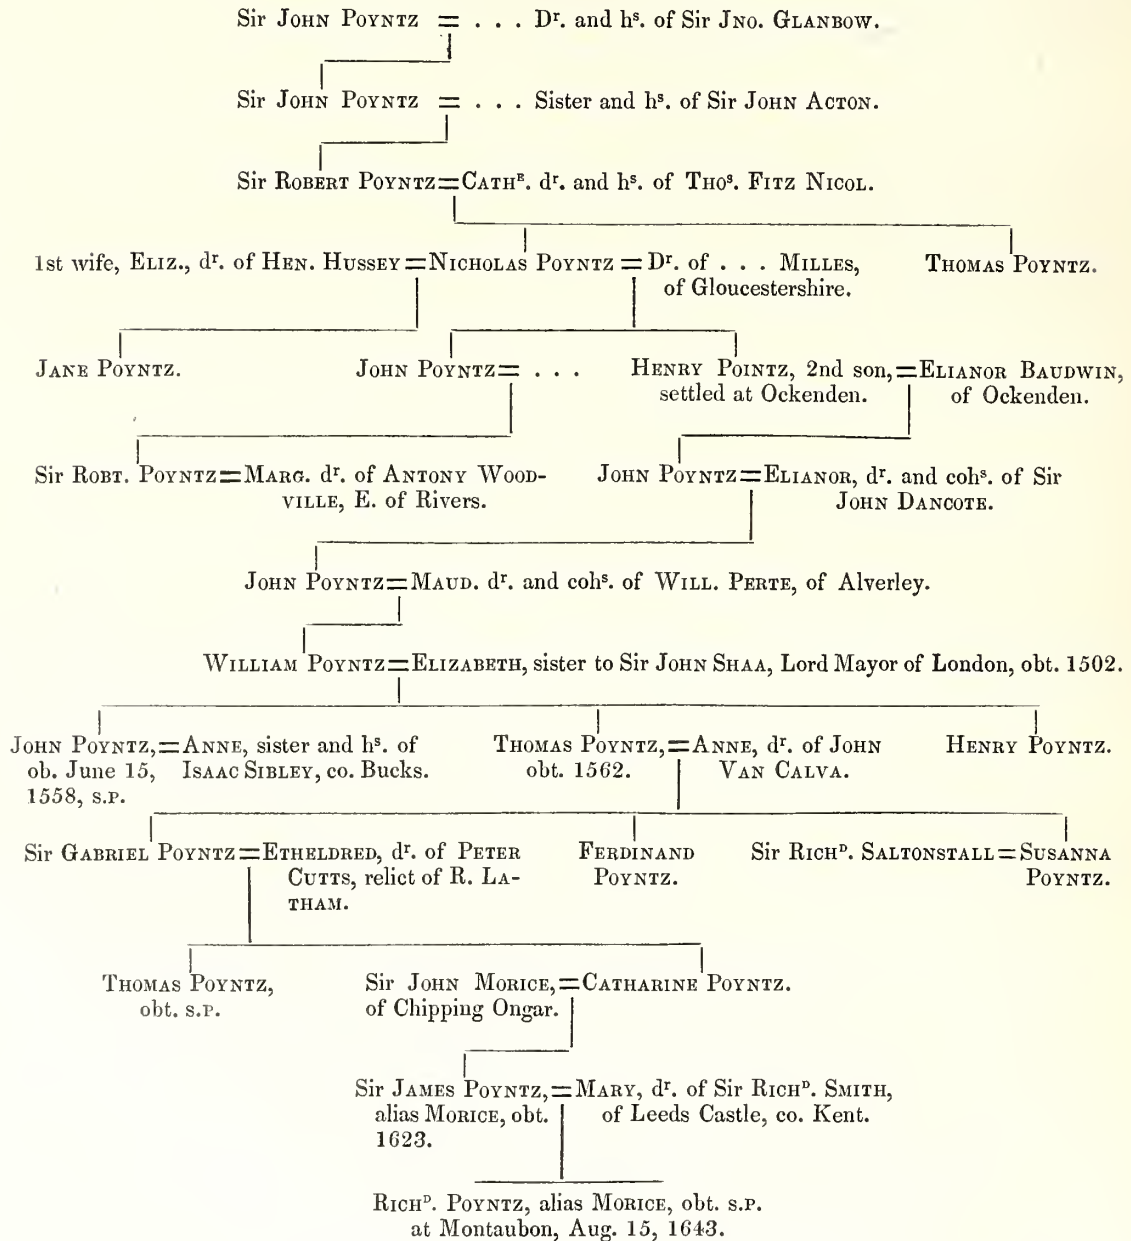 Sir John Poyntz = . . . Dr. and hs. of Sir Jno. Glanbow.
Sir John Poyntz = . . . Sister and hs. of Sir John Acton.
Sir Robert Poyntz = Cathe. dr. and hs. of Thos. Fitz Nicol.
1st wife, Eliz., dr. of Hen. Hussey = Nicholas Poyntz = Dr. of . . . Milles, Thomas Poyntz.
of Gloucestershire.
Jane Poyntz. John Poyntz = . . . Henry Pointz, 2nd son, = Elianor Baudwin,
settled at Ockenden. of Ockenden.
Sir Robt. Poyntz = Marg. dr. of Antony Wood- John Poyntz = Elianor, dr. and cohs. of Sir
ville, E. of Rivers. John Dancote.
John Poyntz = Maud. dr. and cohs. of Will. Perte, of Alverley.
William Poyntz = Elizabeth, sister to Sir John Shaa, Lord Mayor of London, obt. 1502.
John Poyntz, = Anne, sister and hs. of Thomas Poyntz, = Anne, dr. of John Henry Poyntz.
ob. June 15, Isaac Sibley, co. Bucks. obt. 1562. Van Calva.
1558, s.p.
Sir Gabriel Poyntz = Etheldred, dr. of Peter Ferdinand Sir Richd. Saltonstall = Susanna
Cutts, relict of R. La- Poyntz. Poyntz.
tham.
Thomas Poyntz, Sir John Morice, = Catharine Poyntz.
obt. s.p. of Chipping Ongar.
Sir James Poyntz, = Mary, dr. of Sir Richd. Smith,
alias Morice, obt. of Leeds Castle, co. Kent.
1623.
Richd. Poyntz, alias Morice, obt. s.p.
at Montaubon, Aug. 15, 1643.